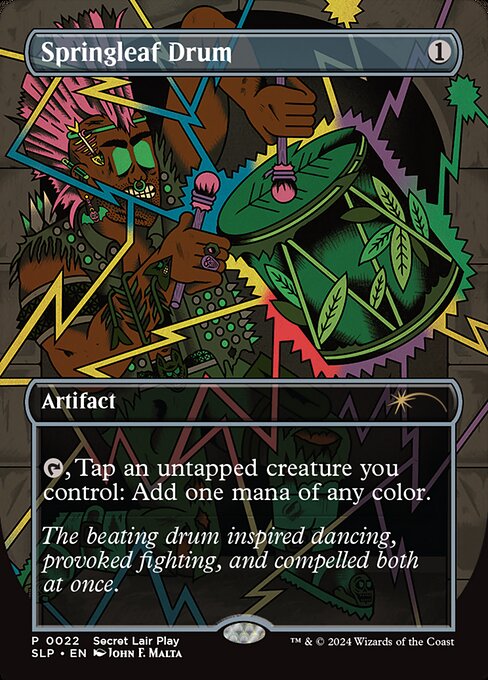 Springleaf Drum 1
Artifact
, Tap an untapped creature you
control: Add one mana of any color.
The beating drum inspired dancing,
provoked fighting, and compelled both
at once.
P 0022 Secret Lair Play
SLP • EN John F. Malta
™ & © 2024 Wizards of the Coast